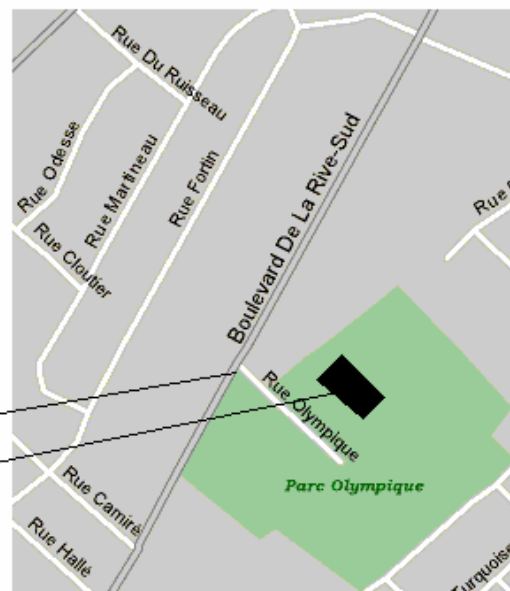 Rue Du Ruisseau
Rue Odesse
Rue Martineau
Rue Fortin
Boulevard De La Rive-Sud
Rue
Rue Cloutier
Rue Olympique
Parc Olympique
Rue Camiré
Rue Hallé
Turquoise